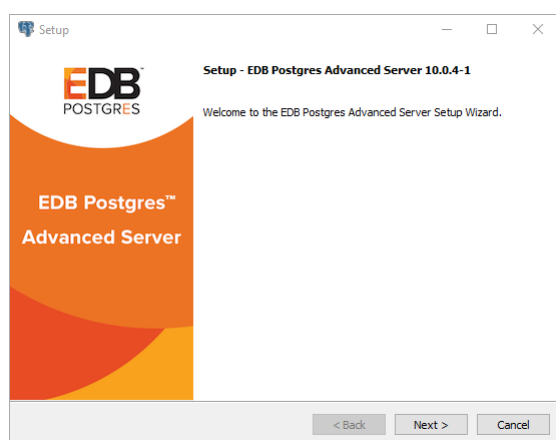 Setup
Setup - EDB Postgres Advanced Server 10.0.4-1
EDB™
POSTGRES
Welcome to the EDB Postgres Advanced Server Setup Wizard.
EDB Postgres™
Advanced Server
< Back
Next >
Cancel